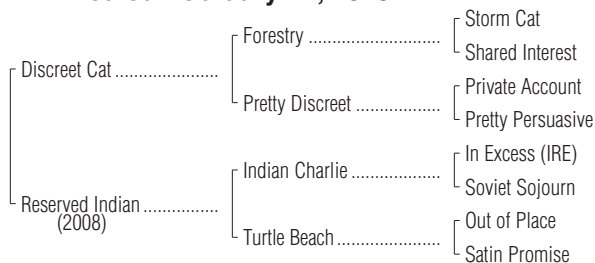 Forestry
Storm Cat
Shared Interest
Discreet Cat
Pretty Discreet
Private Account
Pretty Persuasive
Indian Charlie
In Excess (IRE)
Soviet Sojourn
Reserved Indian
(2008)
Turtle Beach
Out of Place
Satin Promise